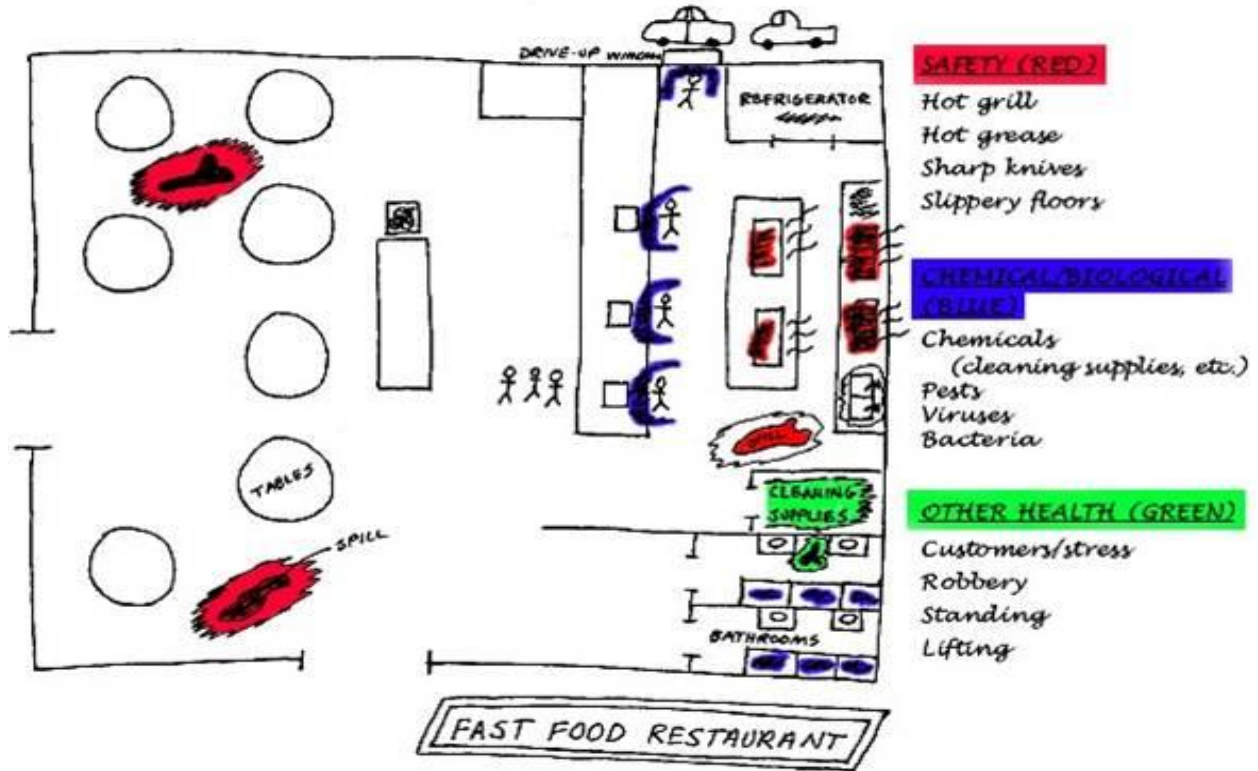 DRIVE-UP WINDOW
REFRIGERATOR
SAFETY (RED)
Hot grill
Hot grease
Sharp knives
Slippery floors
CHEMICAL/BIOLOGICAL
(BLUE)
Chemicals
(cleaning supplies, etc.)
Pests
Viruses
Bacteria
SPILL
TABLES
CLEANING
SUPPLIES
OTHER HEALTH (GREEN)
Customers/stress
Robbery
Standing
Lifting
SPILL
BATHROOMS
FAST FOOD RESTAURANT